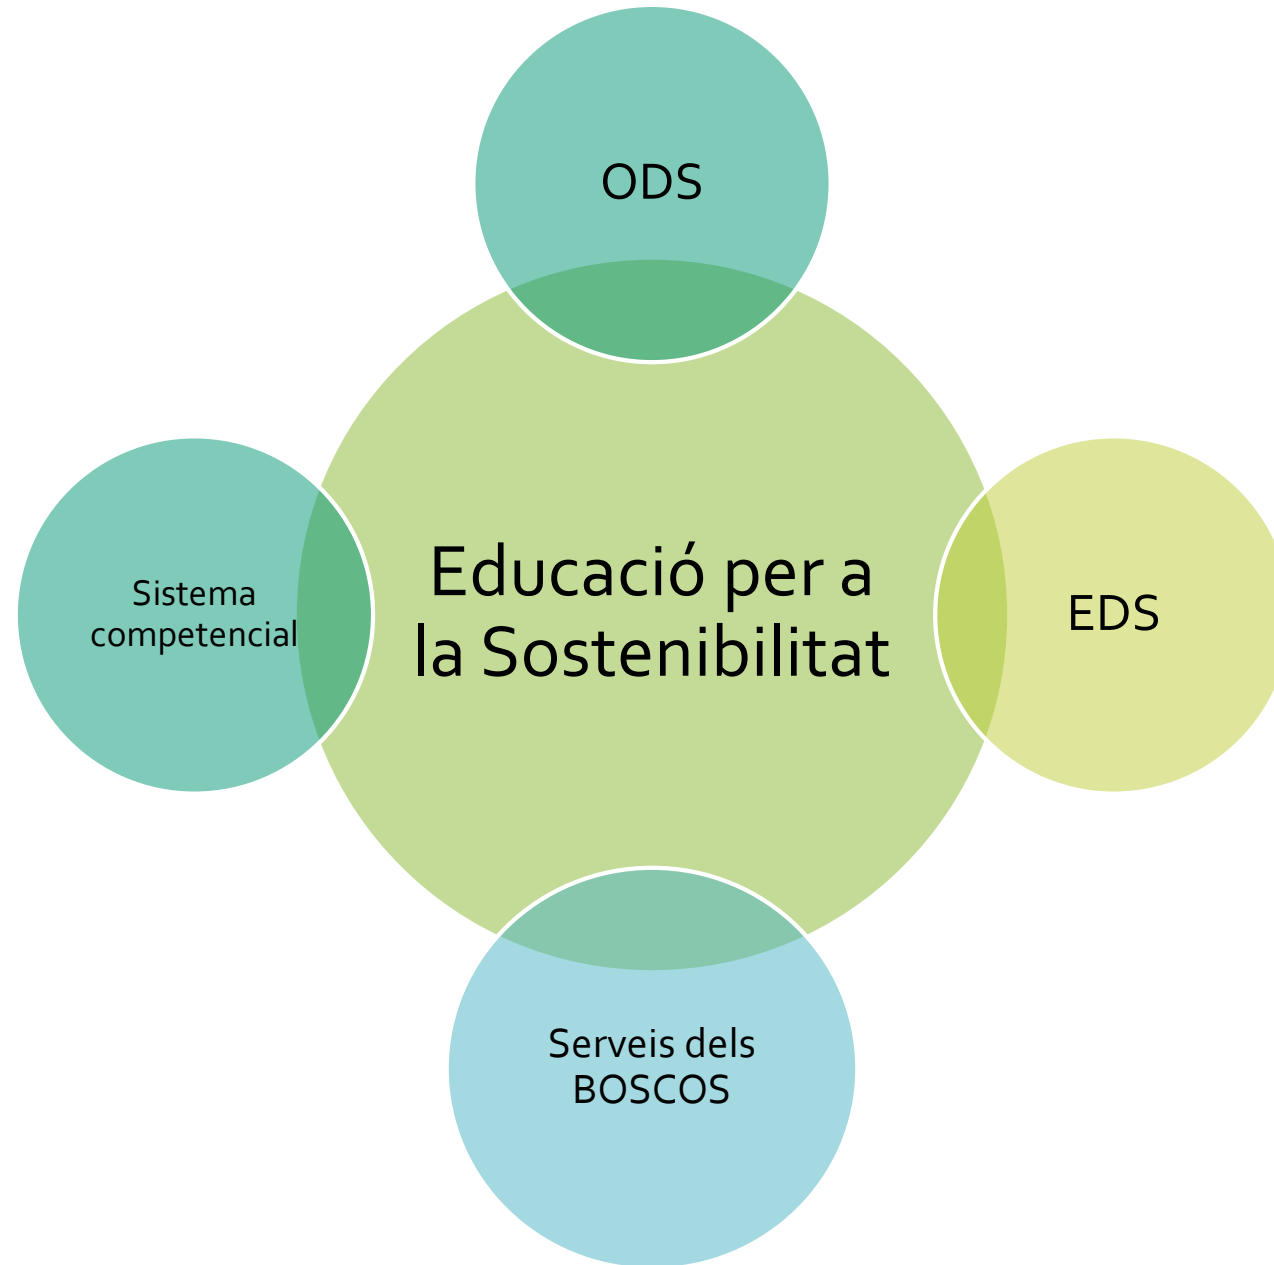 ODS
Sistema
competencial
Educació per a
la Sostenibilitat
EDS
Serveis dels
BOSCOS